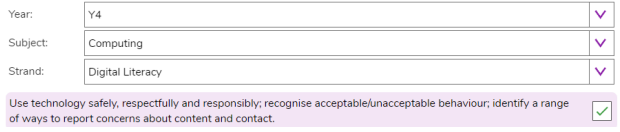 Year: Y4
Subject: Computing
Strand: Digital Literacy
Use technology safely, respectfully and responsibly; recognise acceptable/unacceptable behaviour; identify a range
of ways to report concerns about content and contact.